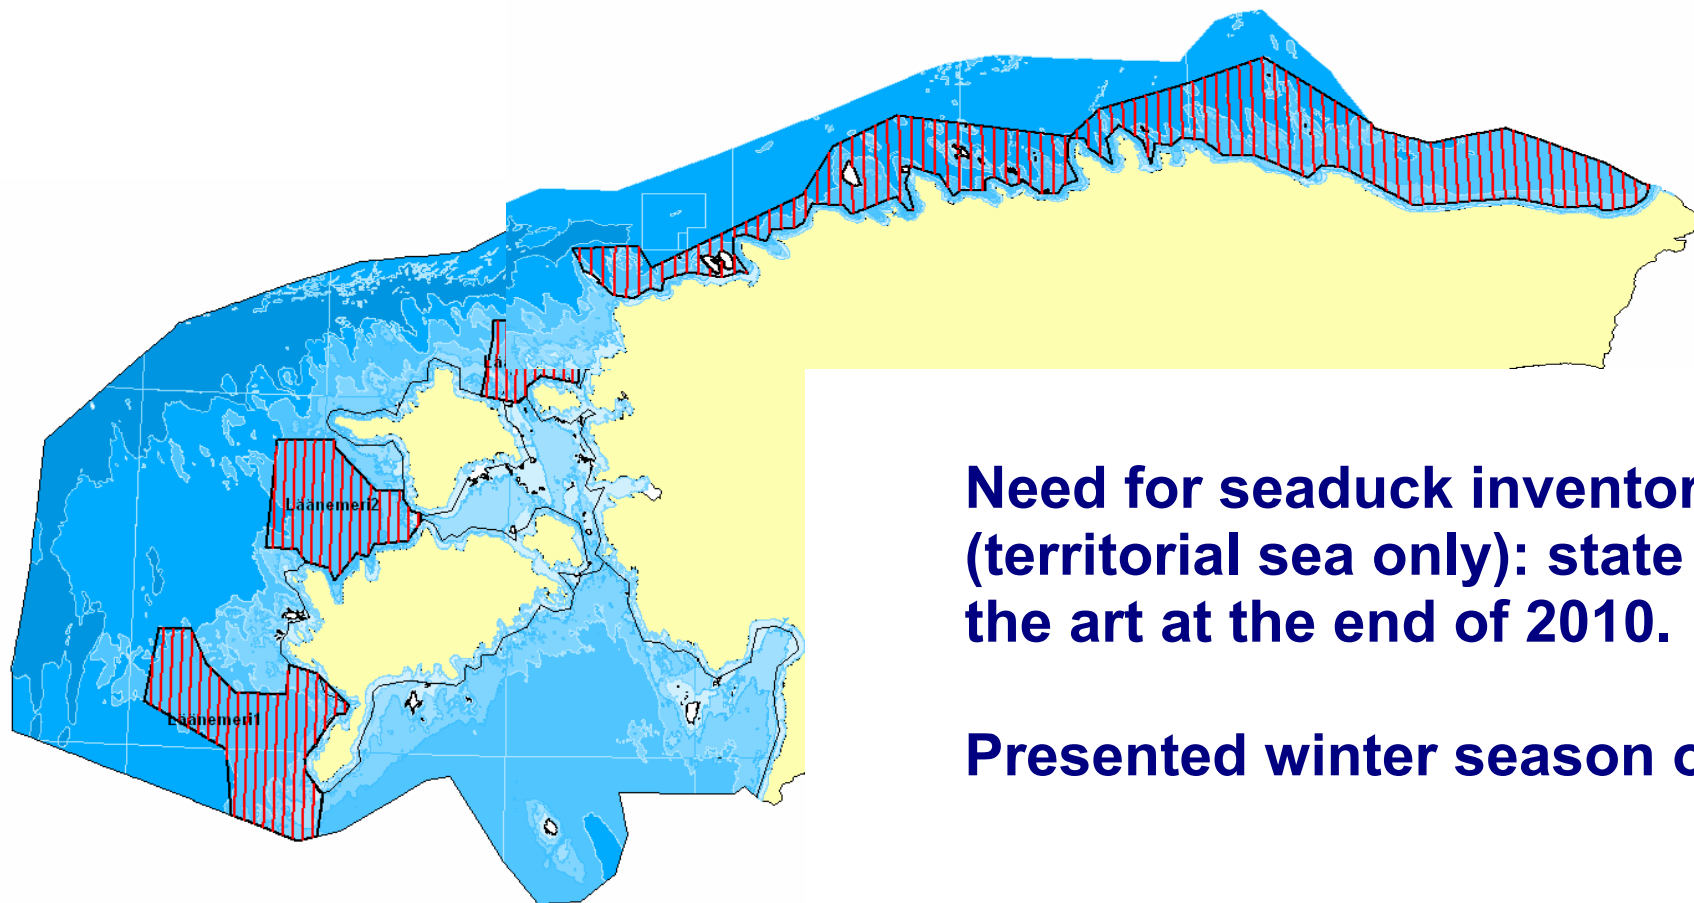 Lää
Läänemeri2
Läänemeri1
Need for seaduck inventor
(territorial sea only): state
the art at the end of 2010.
Presented winter season o